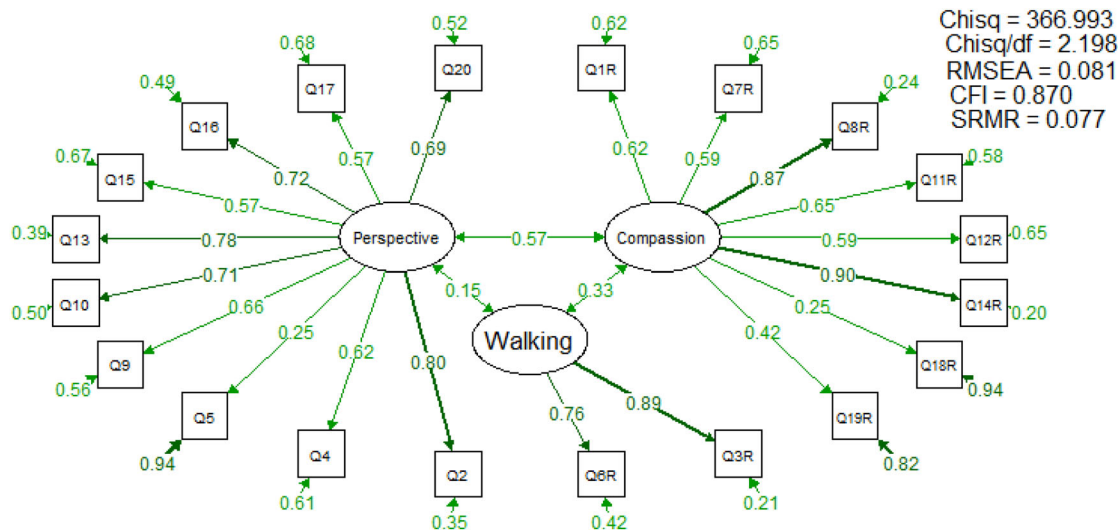 Chisq = 366.993
Chisq/df = 2.198
RMSEA = 0.081
CFI = 0.870
SRMR = 0.077
0.52
0.62
0.68
0.65
Q20
Q1R
Q17
Q7R
0.49
0.24
Q16
Q8R
0.69
0.62
0.57
0.59
0.67
0.58
0.72
0.87
Q15
Q11R
0.57
0.65
0.39
Q13
0.78
Perspective
0.57
Compassion
0.59
Q12R
0.65
0.71
0.90
0.50
Q10
0.15
0.33
Q14R
0.20
0.66
0.25
0.25
0.62
0.42
Walking
Q9
0.80
Q18R
0.56
0.94
0.76
0.89
Q5
Q19R
0.94
Q4
Q2
Q6R
Q3R
0.82
0.61
0.35
0.42
0.21